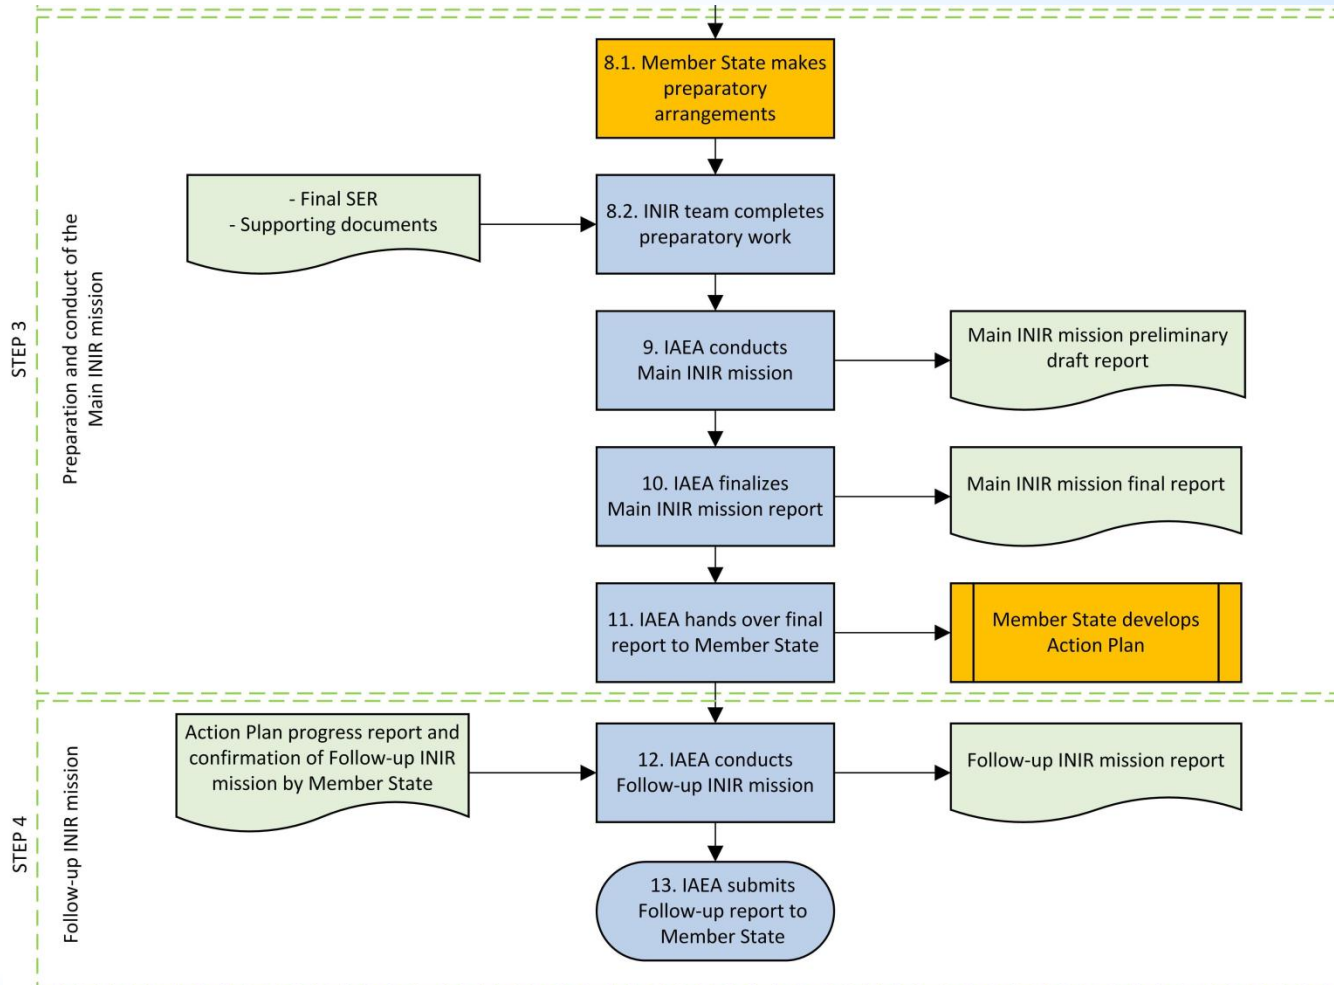 STEP 3
Preparation and conduct of the
Main INIR mission
8.1. Member State makes
preparatory
arrangements
- Final SER
- Supporting documents
8.2. INIR team completes
preparatory work
9. IAEA conducts
Main INIR mission
Main INIR mission preliminary
draft report
10. IAEA finalizes
Main INIR mission report
Main INIR mission final report
11. IAEA hands over final
report to Member State
Member State develops
Action Plan
STEP 4
Follow-up INIR mission
Action Plan progress report and
confirmation of Follow-up INIR
mission by Member State
12. IAEA conducts
Follow-up INIR mission
Follow-up INIR mission report
13. IAEA submits
Follow-up report to
Member State